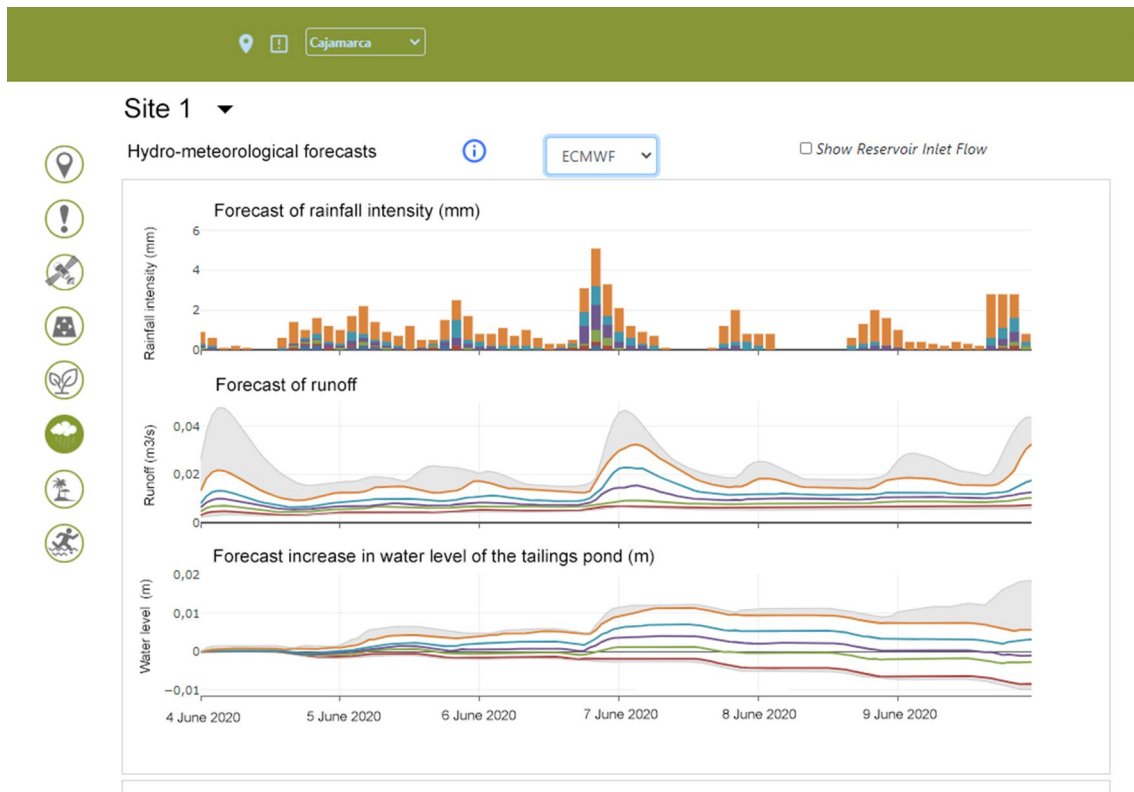 Cajamarca
Site 1
Hydro-meteorological forecasts
ECMWF
Show Reservoir Inlet Flow
Forecast of rainfall intensity (mm)
Rainfall intensity (mm)
6
4
2
0
Forecast of runoff
Runoff (m3/s)
0,04
0,02
0
Forecast increase in water level of the tailings pond (m)
Water level (m)
0,02
0,01
0
−0,01
4 June 2020 5 June 2020 6 June 2020 7 June 2020 8 June 2020 9 June 2020